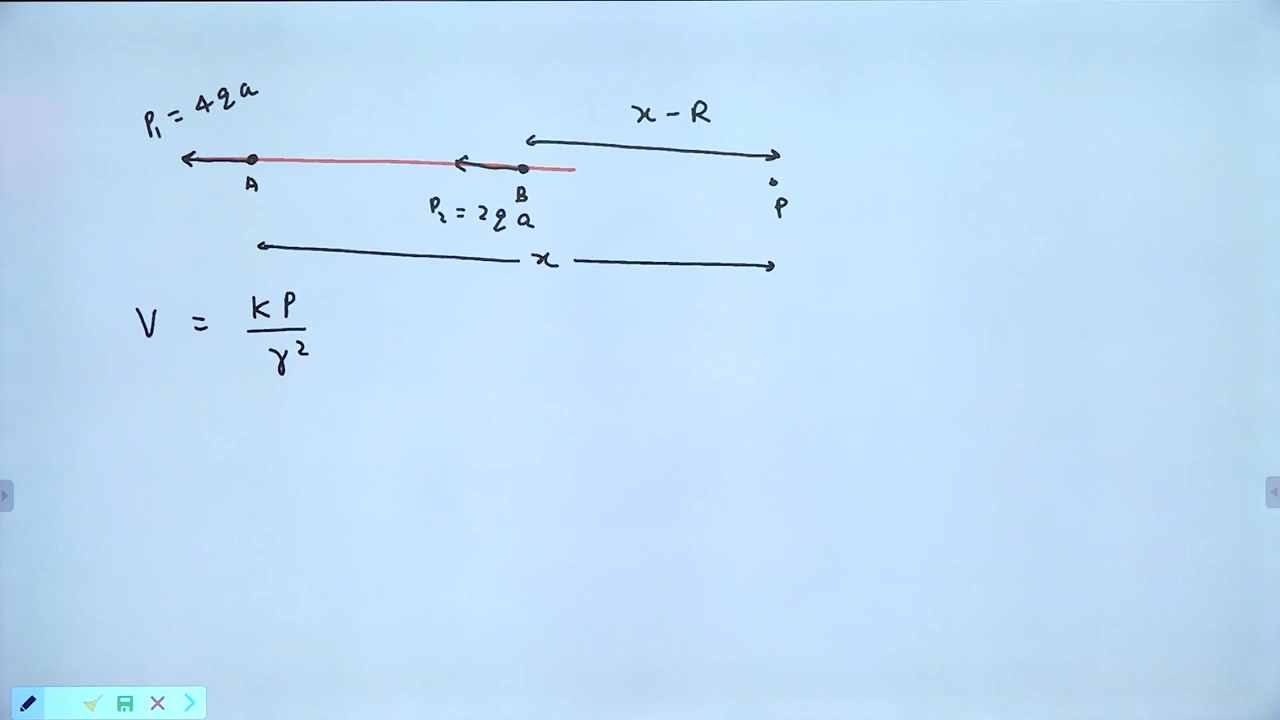 P₁ = 4qa
x - R
A
B
P
P₂ = 2qa
x
V = KP / r²